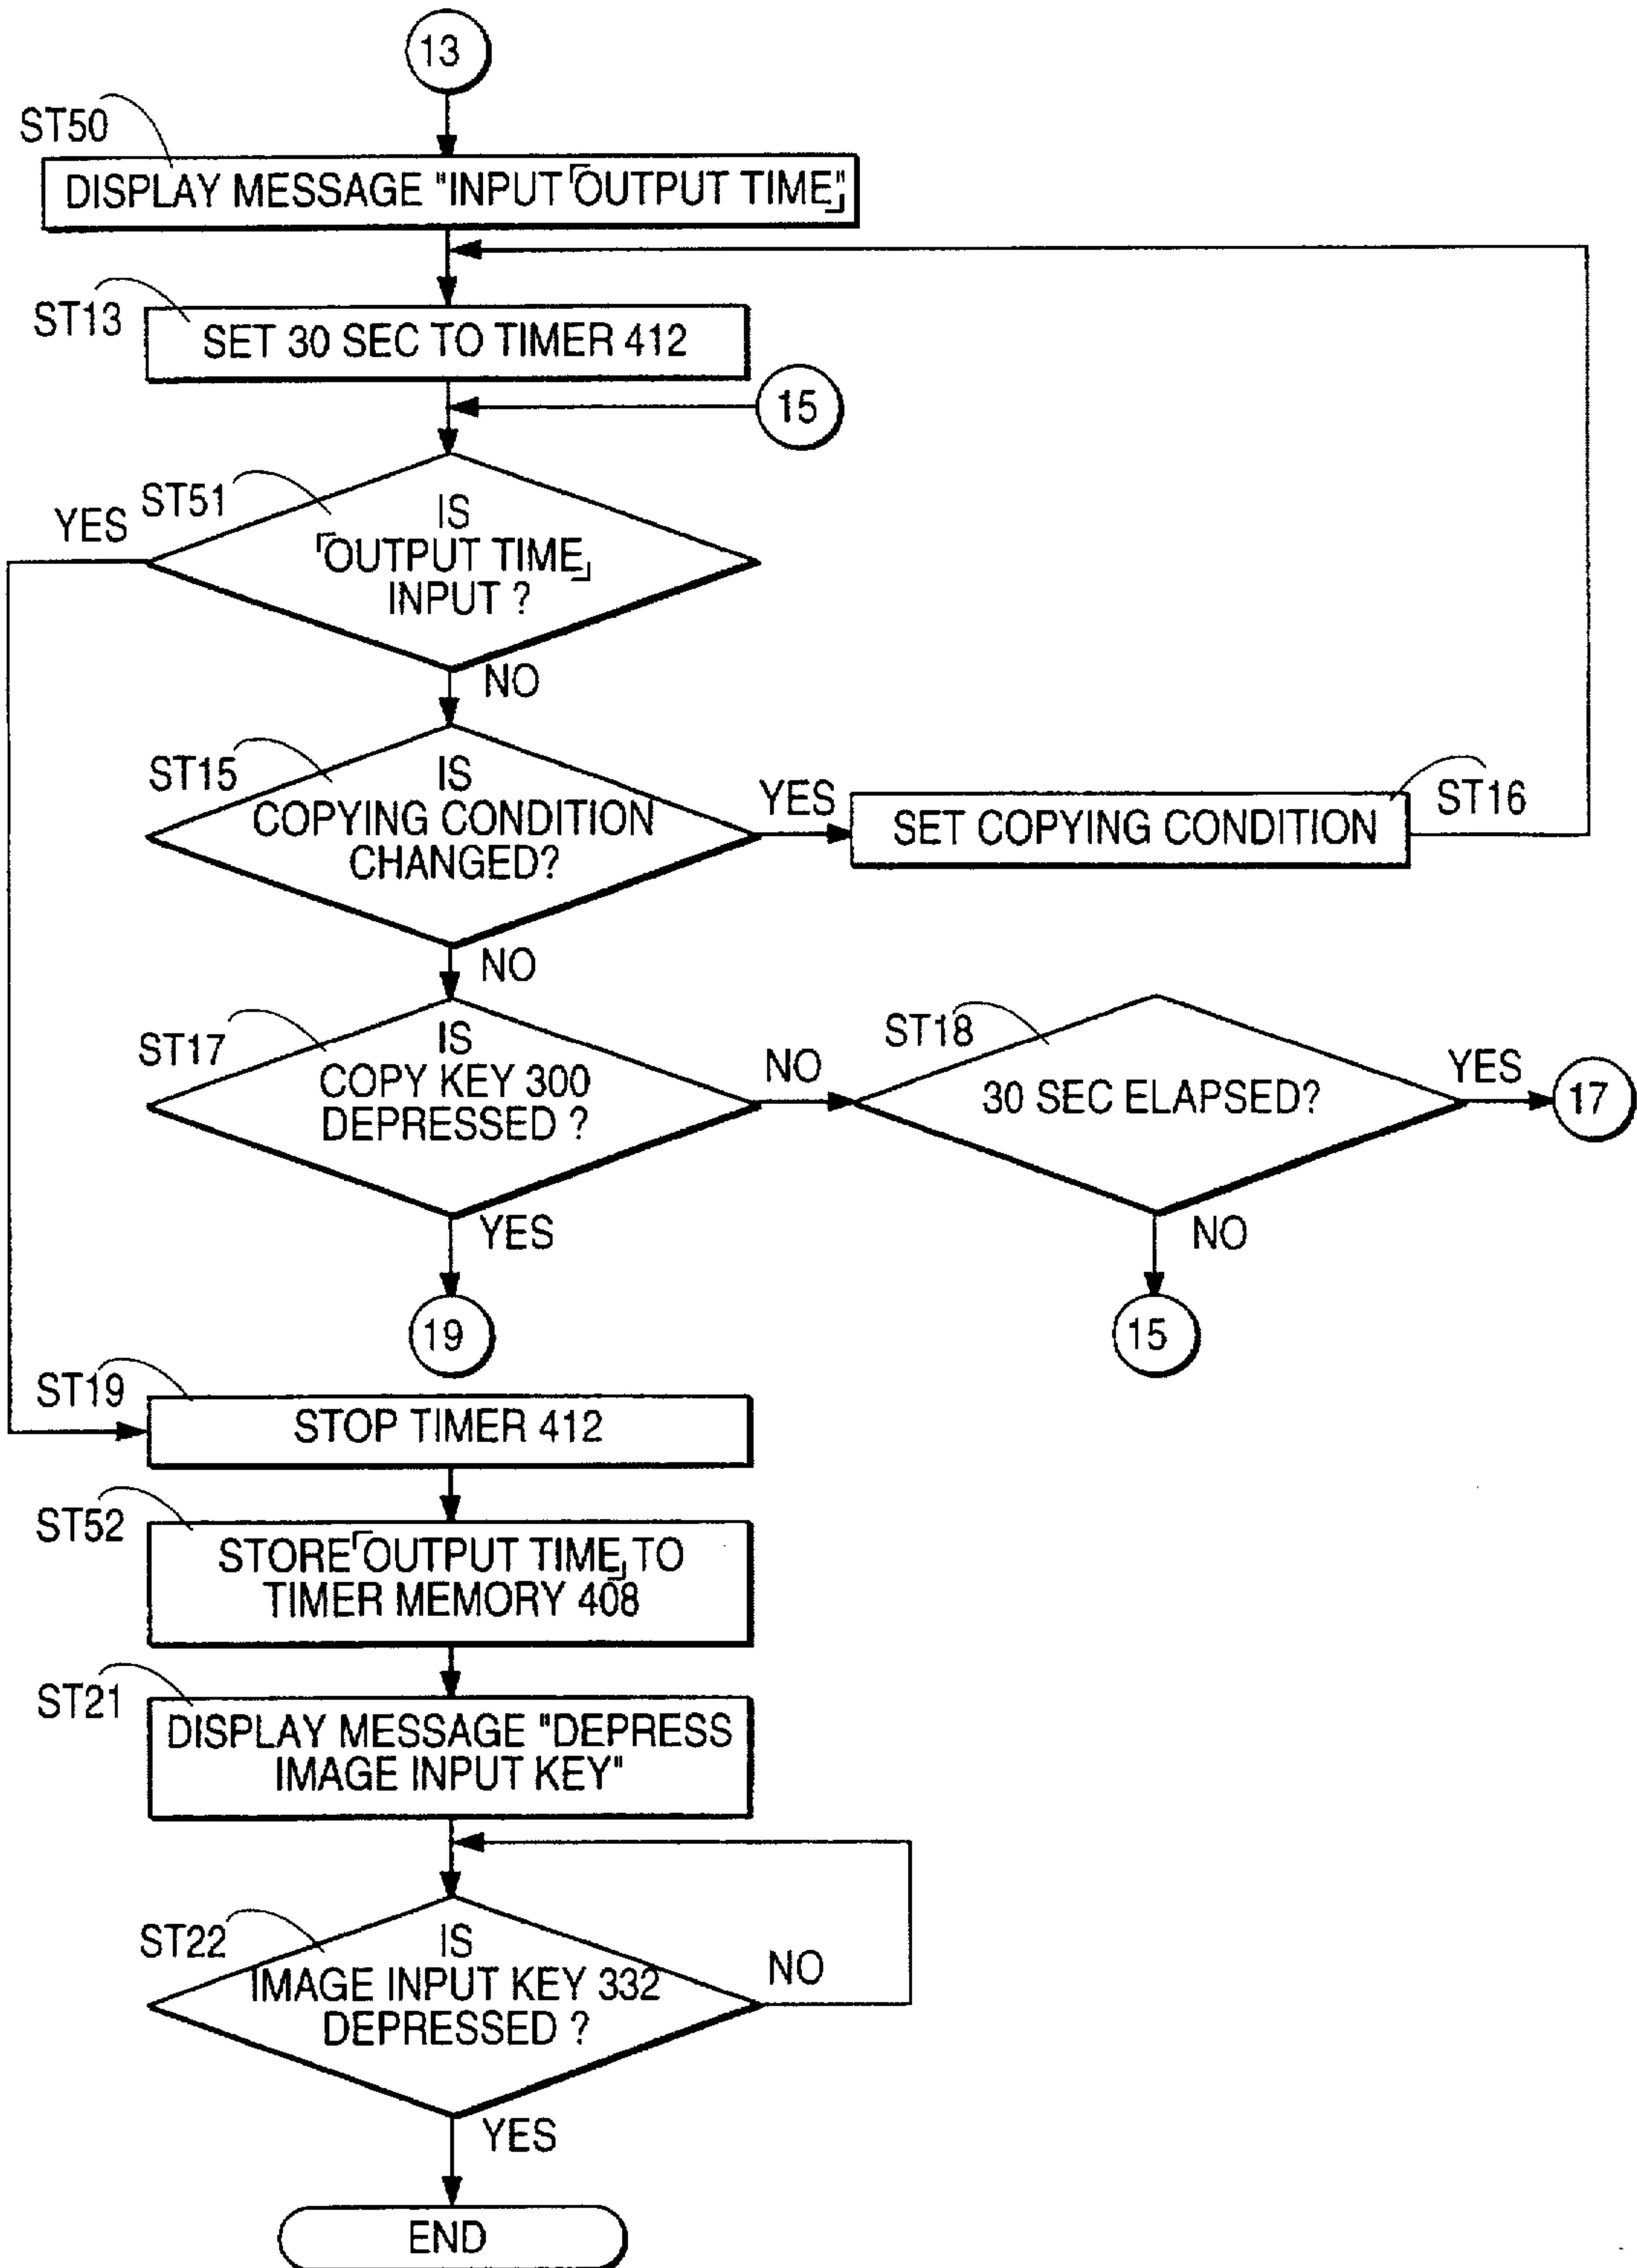 13
ST50
DISPLAY MESSAGE "INPUT「OUTPUT TIME」"
ST13
SET 30 SEC TO TIMER 412
15
ST51
YES
IS
「OUTPUT TIME」
INPUT ?
NO
ST15
IS
COPYING CONDITION
CHANGED?
YES
SET COPYING CONDITION
ST16
NO
ST17
IS
COPY KEY 300
DEPRESSED ?
NO
ST18
30 SEC ELAPSED?
YES
17
YES
NO
19
15
ST19
STOP TIMER 412
ST52
STORE「OUTPUT TIME」TO
TIMER MEMORY 408
ST21
DISPLAY MESSAGE "DEPRESS
IMAGE INPUT KEY"
ST22
IS
IMAGE INPUT KEY 332
DEPRESSED ?
NO
YES
END